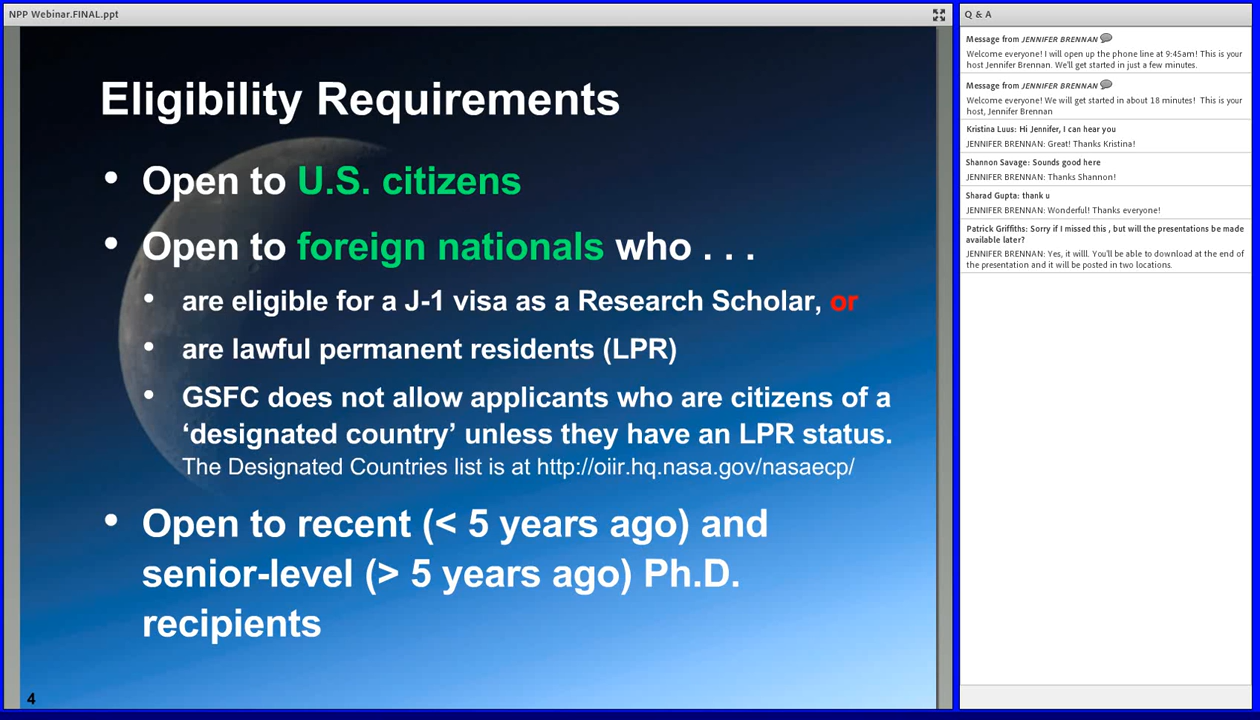 NPP Webinar.FINAL.ppt
Eligibility Requirements
• Open to U.S. citizens
• Open to foreign nationals who . . .
• are eligible for a J-1 visa as a Research Scholar, or
• are lawful permanent residents (LPR)
• GSFC does not allow applicants who are citizens of a
‘designated country’ unless they have an LPR status.
The Designated Countries list is at http://oiir.hq.nasa.gov/nasaecp/
• Open to recent (< 5 years ago) and
senior-level (> 5 years ago) Ph.D.
recipients
4
Q & A
Message from JENNIFER BRENNAN
Welcome everyone! I will open up the phone line at 9:45am! This is your
host Jennifer Brennan. We'll get started in just a few minutes.
Message from JENNIFER BRENNAN
Welcome everyone! We will get started in about 18 minutes! This is your
host, Jennifer Brennan
Kristina Luus: Hi Jennifer, I can hear you
JENNIFER BRENNAN: Great! Thanks Kristina!
Shannon Savage: Sounds good here
JENNIFER BRENNAN: Thanks Shannon!
Sharad Gupta: thank u
JENNIFER BRENNAN: Wonderful! Thanks everyone!
Patrick Griffiths: Sorry if I missed this , but will the presentations be made
available later?
JENNIFER BRENNAN: Yes, it willl. You'll be able to download at the end of
the presentation and it will be posted in two locations.